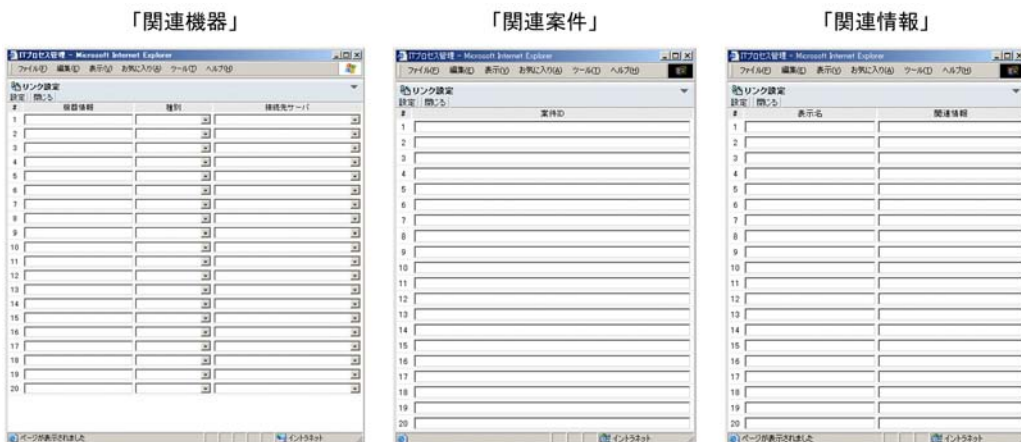 「関連機器」
ITプロセス管理 - Microsoft Internet Explorer
ファイル(F) 編集(E) 表示(V) お気に入り(A) ツール(T) ヘルプ(H)
リンク設定
設定 閉じる
# 機器情報 種別 接続先サーバ
1
2
3
4
5
6
7
8
9
10
11
12
13
14
15
16
17
18
19
20
ページが表示されました イントラネット
「関連案件」
ITプロセス管理 - Microsoft Internet Explorer
ファイル(F) 編集(E) 表示(V) お気に入り(A) ツール(T) ヘルプ(H)
リンク設定
設定 閉じる
# 案件ID
1
2
3
4
5
6
7
8
9
10
11
12
13
14
15
16
17
18
19
20
イントラネット
「関連情報」
ITプロセス管理 - Microsoft Internet Explorer
ファイル(F) 編集(E) 表示(V) お気に入り(A) ツール(T) ヘルプ(H)
リンク設定
設定 閉じる
# 表示名 関連情報
1
2
3
4
5
6
7
8
9
10
11
12
13
14
15
16
17
18
19
20
ページが表示されました イントラネット